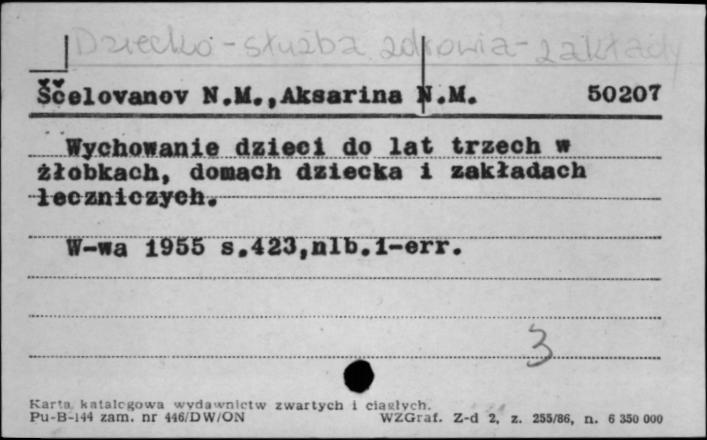 Dziecko - służba zdrowia - zakłady
Ščelovanov N.M.,Aksarina N.M. 50207
Wychowanie dzieci do lat trzech w
żłobkach, domach dziecka i zakładach
leczniczych.
W-wa 1955 s.423,nlb.1-err.
3
Karta katalogowa wydawnictw zwartych i ciągłych.
Pu-B-144 zam. nr 446/DW/ON WZGraf. Z-d 2, z. 255/86, n. 6 350 000